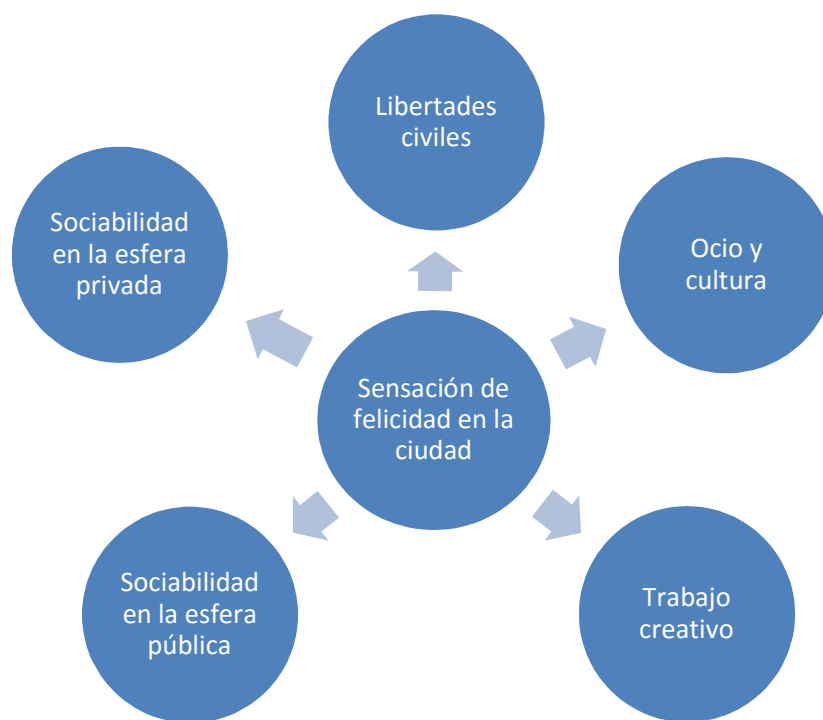 Libertades
civiles
Sociabilidad
en la esfera
privada
Ocio y
cultura
Sensación de
felicidad en la
ciudad
Sociabilidad
en la esfera
pública
Trabajo
creativo